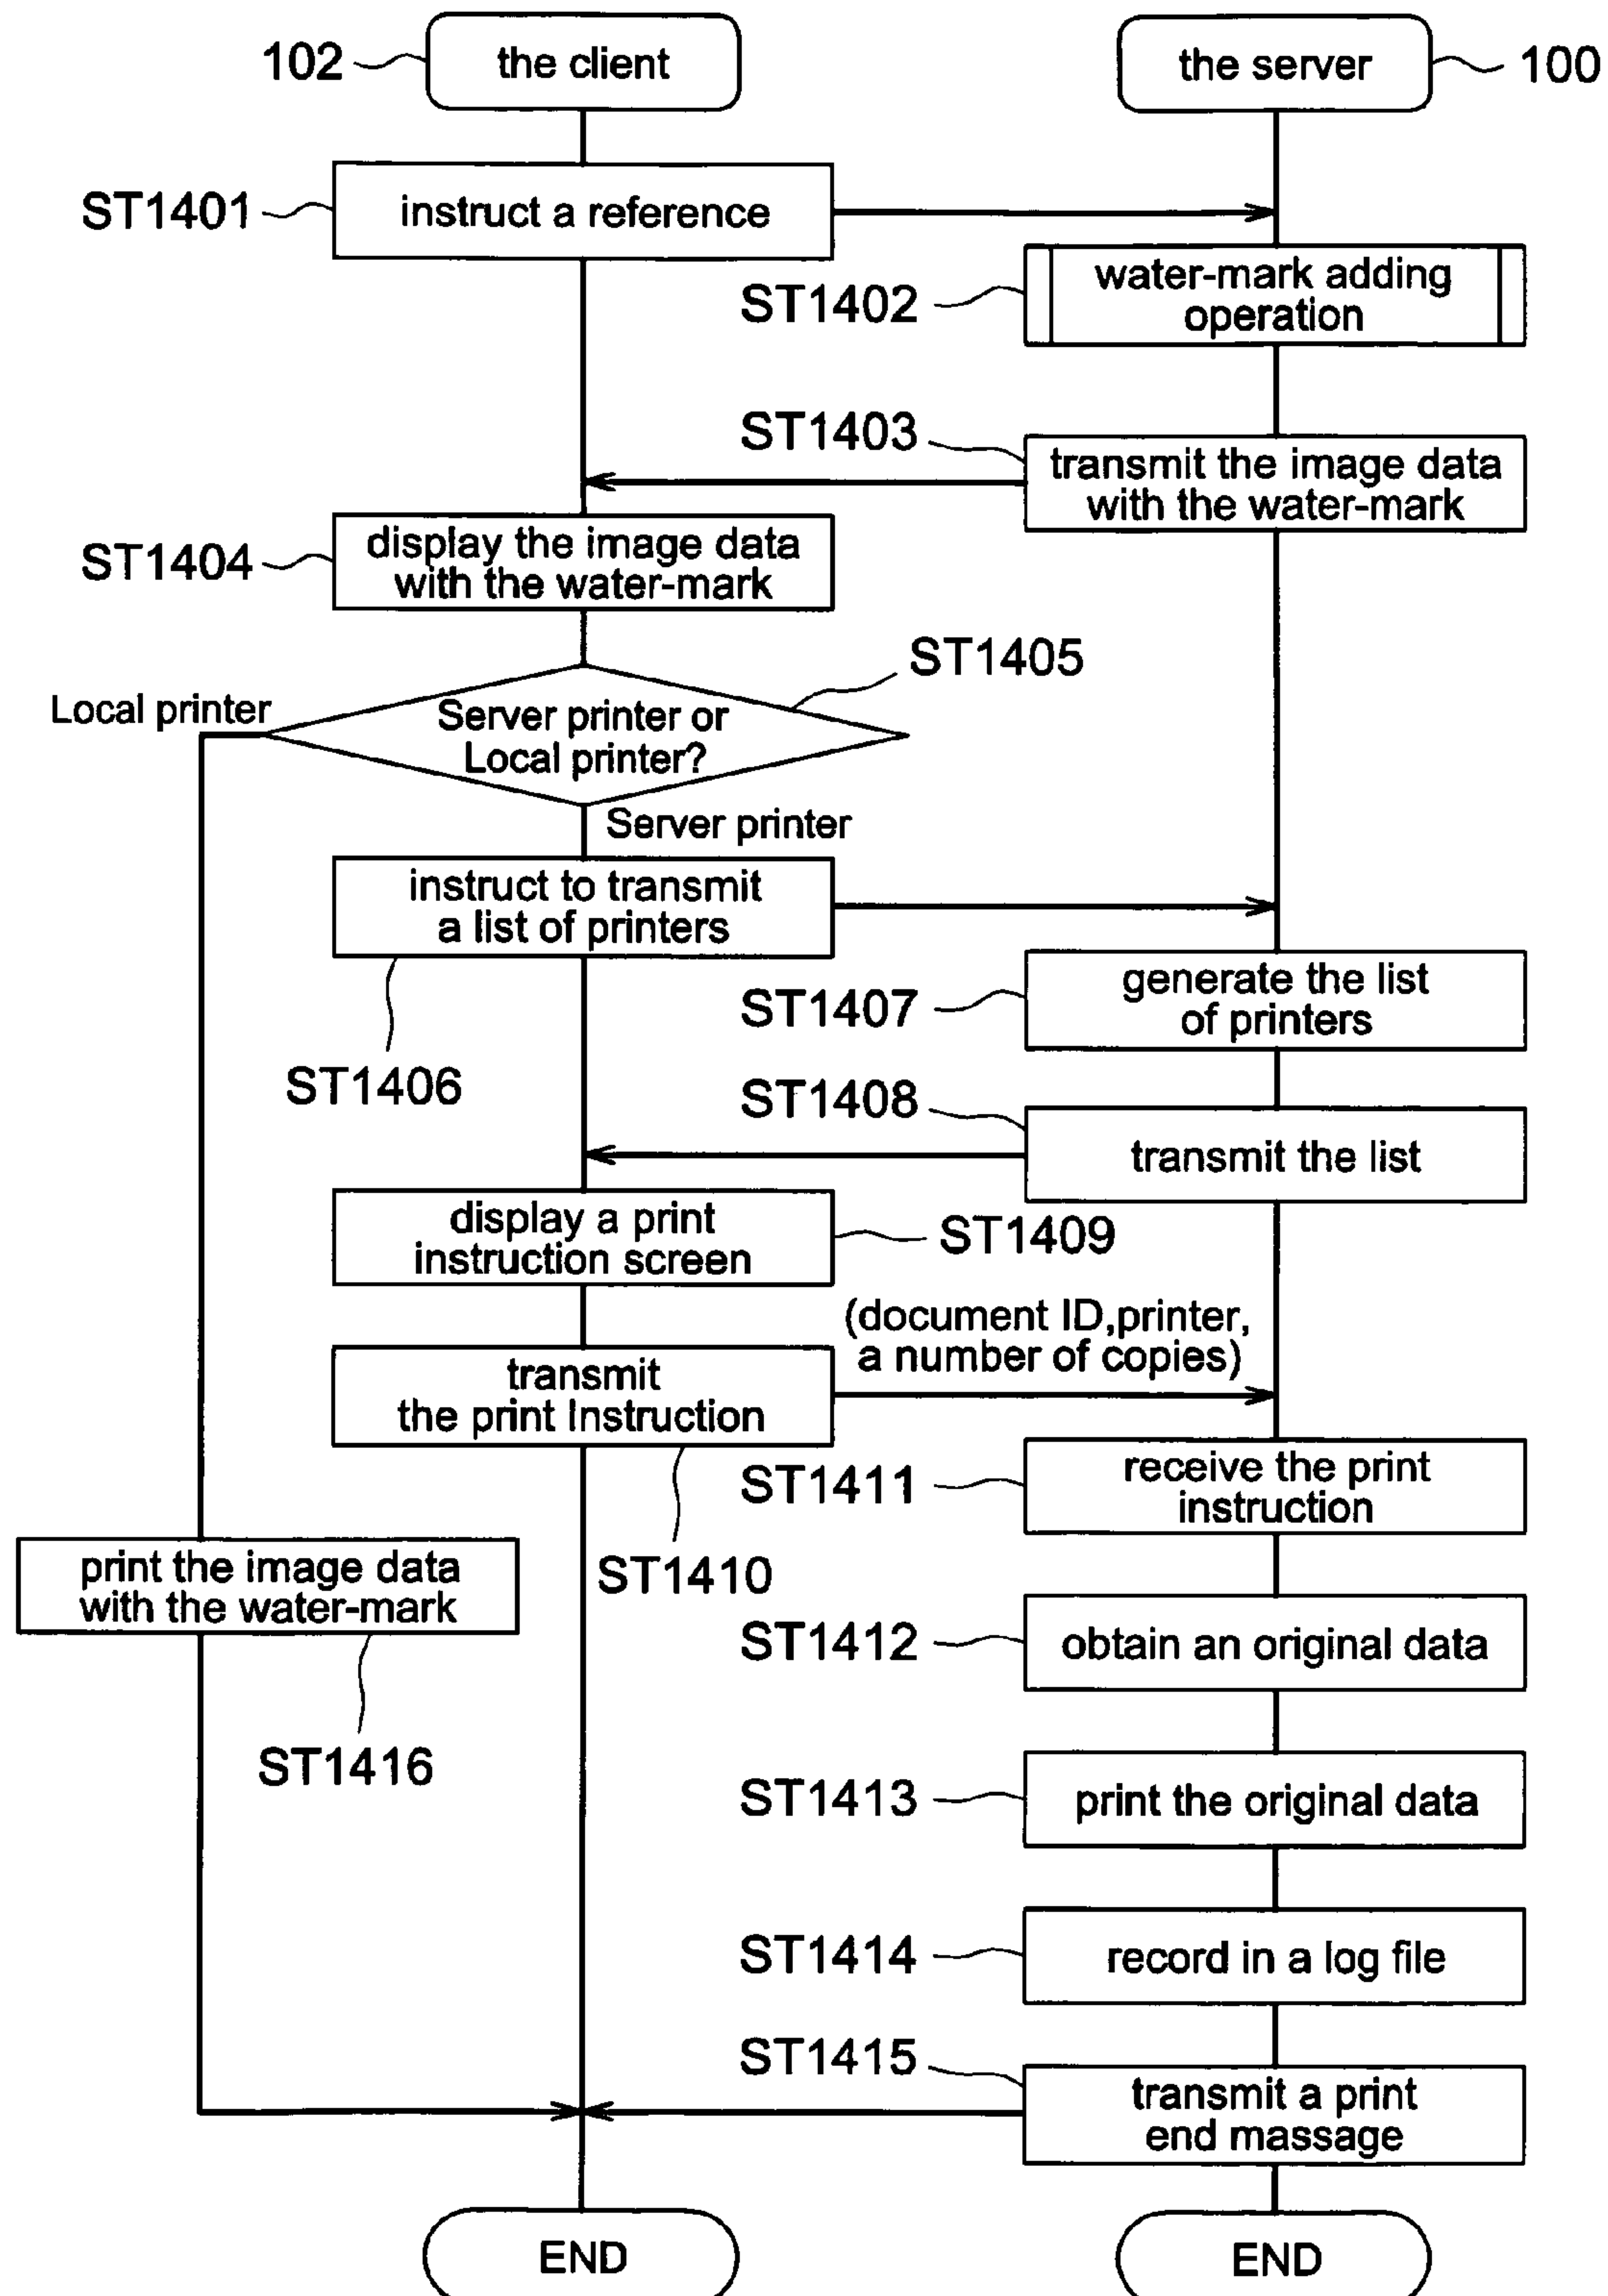 102
the client
the server
100
ST1401
instruct a reference
ST1402
water-mark adding
operation
ST1403
transmit the image data
with the water-mark
ST1404
display the image data
with the water-mark
ST1405
Local printer
Server printer or
Local printer?
Server printer
instruct to transmit
a list of printers
ST1406
ST1407
generate the list
of printers
ST1408
transmit the list
display a print
instruction screen
ST1409
(document ID,printer,
a number of copies)
transmit
the print Instruction
ST1410
ST1411
receive the print
instruction
print the image data
with the water-mark
ST1416
ST1412
obtain an original data
ST1413
print the original data
ST1414
record in a log file
ST1415
transmit a print
end massage
END
END